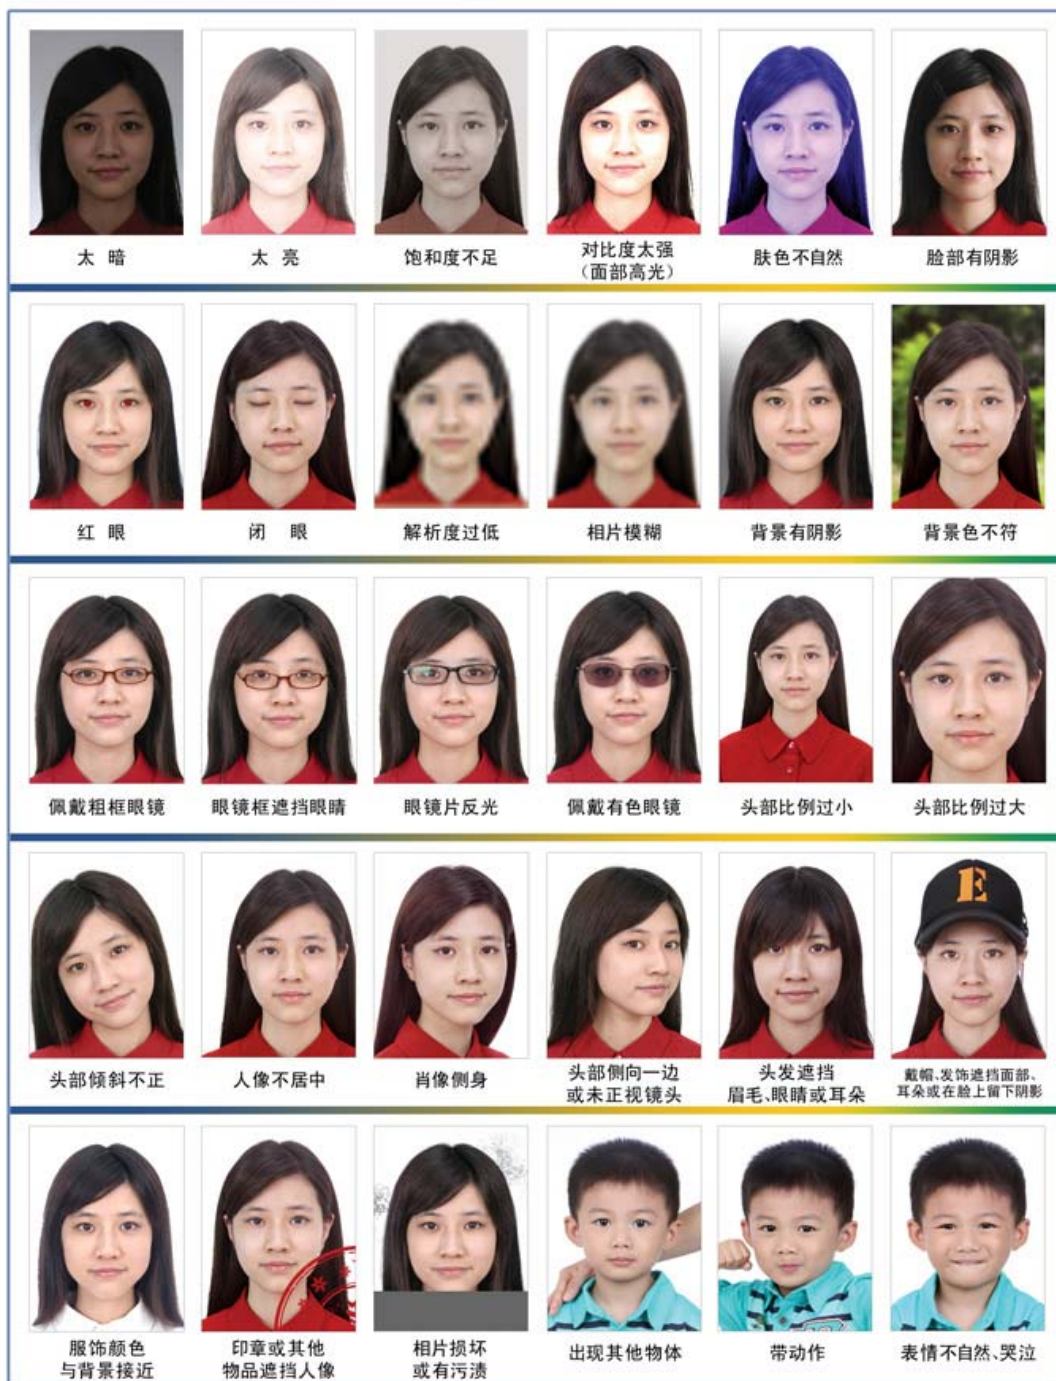 太 暗
太 亮
饱和度不足
对比度太强
（面部高光）
肤色不自然
脸部有阴影
红 眼
闭 眼
解析度过低
相片模糊
背景有阴影
背景色不符
佩戴粗框眼镜
眼镜框遮挡眼睛
眼镜片反光
佩戴有色眼镜
头部比例过小
头部比例过大
E
头部倾斜不正
人像不居中
肖像侧身
头部侧向一边
或未正视镜头
头发遮挡
眉毛、眼睛或耳朵
戴帽、发饰遮挡面部、
耳朵或在脸上留下阴影
服饰颜色
与背景接近
印章或其他
物品遮挡人像
相片损坏
或有污渍
出现其他物体
带动作
表情不自然、哭泣